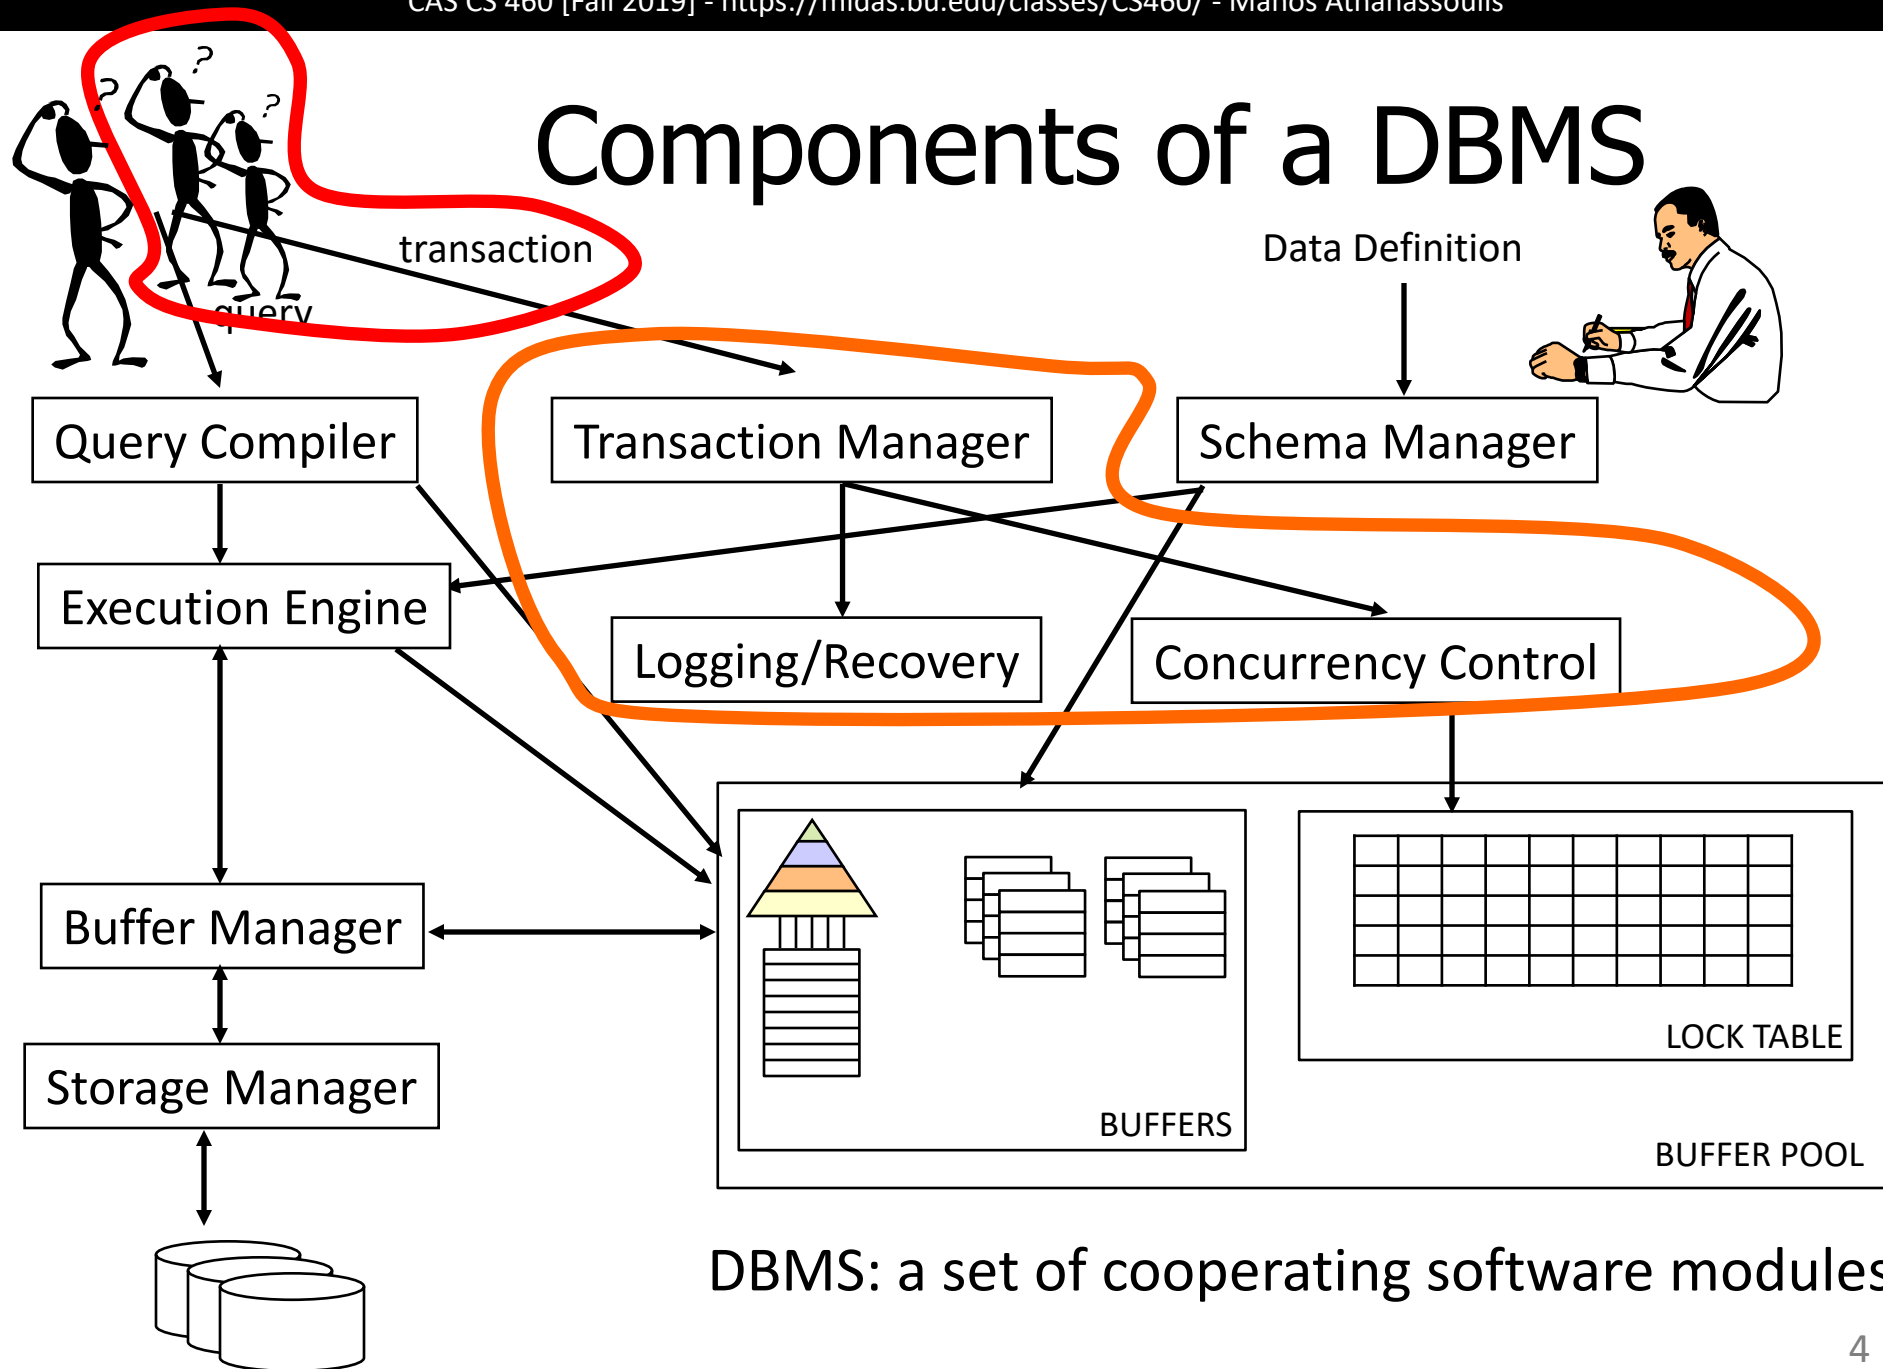 CAS CS 460 [Fall 2019] - https://midas.bu.edu/classes/CS460/ - Manos Athanassoulis
? ? ?
Components of a DBMS
transaction
Data Definition
query
Query Compiler
Transaction Manager
Schema Manager
Execution Engine
Logging/Recovery
Concurrency Control
Buffer Manager
LOCK TABLE
Storage Manager
BUFFERS
BUFFER POOL
DBMS: a set of cooperating software modules
4